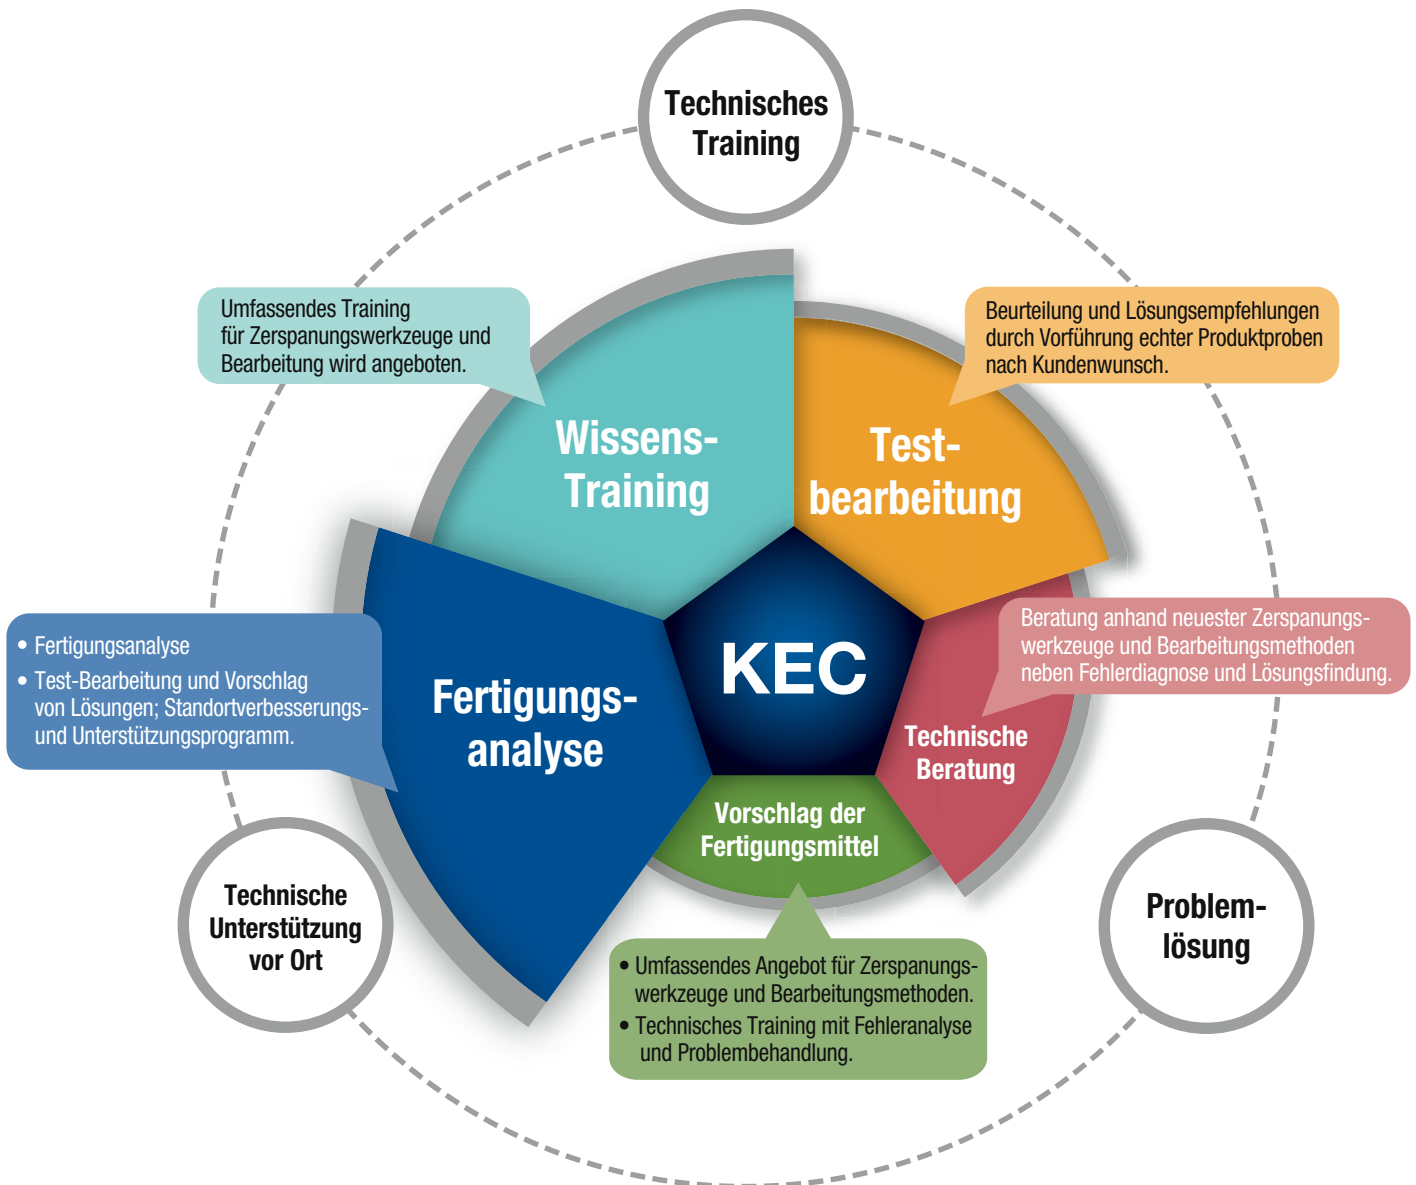 Technisches
Training
Umfassendes Training
für Zerspanungswerkzeuge und
Bearbeitung wird angeboten.
Beurteilung und Lösungsempfehlungen
durch Vorführung echter Produktproben
nach Kundenwunsch.
Wissens-
Training
Test-
bearbeitung
• Fertigungsanalyse
• Test-Bearbeitung und Vorschlag
von Lösungen; Standortverbesserungs-
und Unterstützungsprogramm.
Fertigungs-
analyse
KEC
Beratung anhand neuester Zerspanungs-
werkzeuge und Bearbeitungsmethoden
neben Fehlerdiagnose und Lösungsfindung.
Technische
Beratung
Vorschlag der
Fertigungsmittel
Technische
Unterstützung
vor Ort
Problem-
lösung
• Umfassendes Angebot für Zerspanungs-
werkzeuge und Bearbeitungsmethoden.
• Technisches Training mit Fehleranalyse
und Problembehandlung.